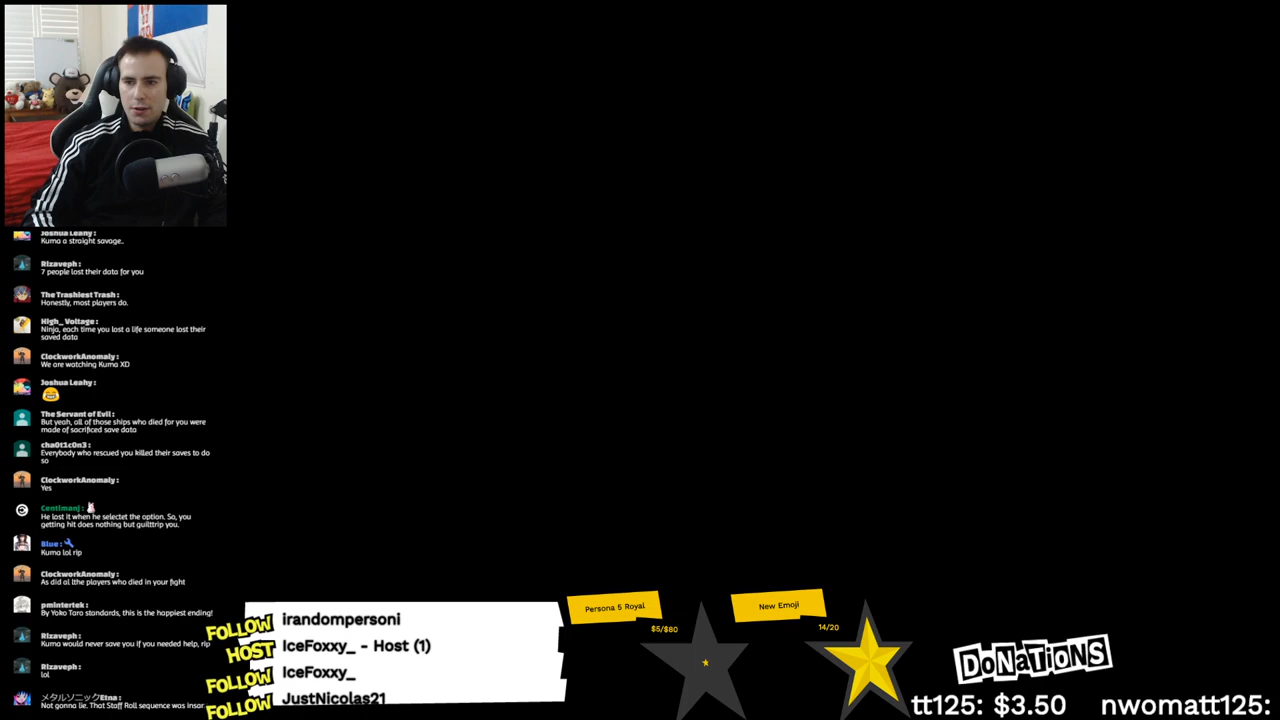 Joshua Leahy :
Kuma a straight savage..
Rizaveph :
7 people lost their data for you
The Trashiest Trash :
Honestly, most players do.
High_ Voltage :
Ninja, each time you lost a life someone lost their
saved data
ClockworkAnomaly :
We are watching Kuma XD
Joshua Leahy :
The Servant of Evil :
But yeah, all of those ships who died for you were
made of sacrificed save data
cha0t1c0n3 :
Everybody who rescued you killed their saves to do
so
ClockworkAnomaly :
Yes
Centimanj :
He lost it when he selectet the option. So, you
getting hit does nothing but guilttrip you.
Blue :
Kuma lol rip
ClockworkAnomaly :
As did al lthe players who died in your fight
pmintertek :
By Yoko Taro standards, this is the happiest ending!
Rizaveph :
Kuma would never save you if you needed help, rip
Rizaveph :
lol
メタルソニックEtna :
Not gonna lie. That Staff Roll sequence was insan
FOLLOW irandompersoni
HOST IceFoxxy_ - Host (1)
FOLLOW IceFoxxy_
FOLLOW JustNicolas21
Persona 5 Royal
$5/$80
New Emoji
14/20
DONATIONS
tt125: $3.50 nwomatt125: